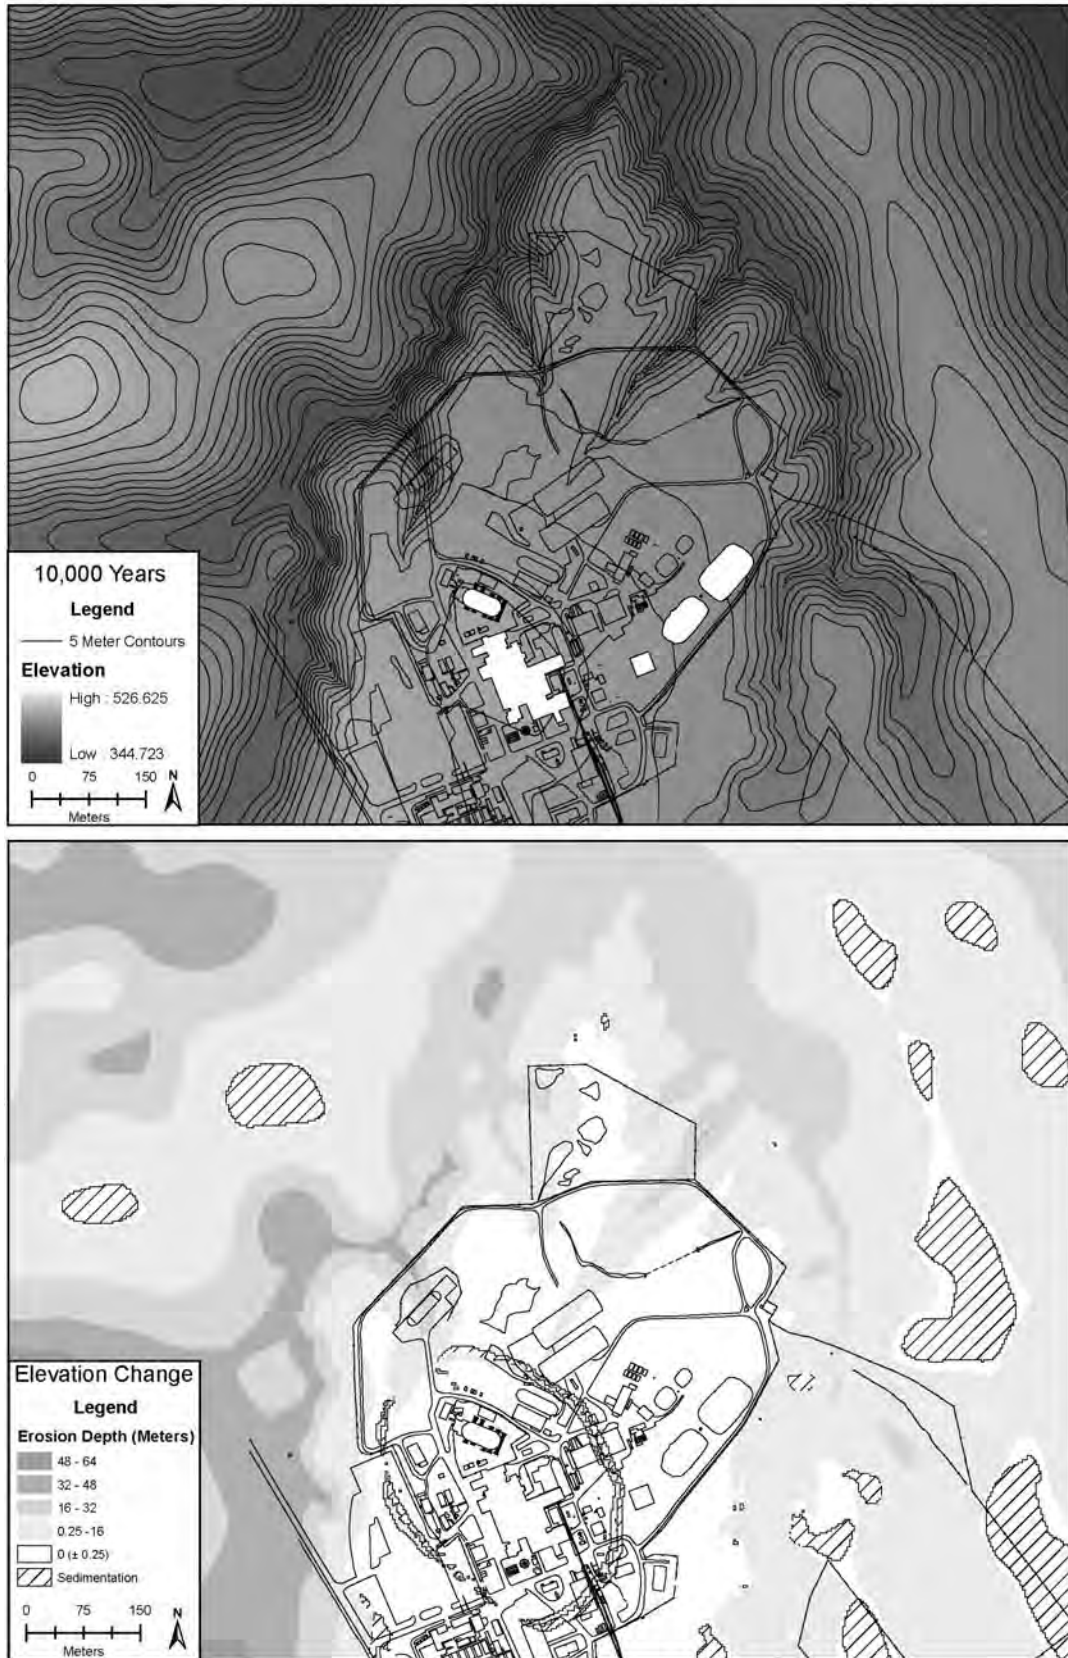 10,000 Years
Legend
5 Meter Contours
Elevation
High : 526.625
Low 344.723
0 75 150 N
Meters
Elevation Change
Legend
Erosion Depth (Meters)
48 - 64
32 - 48
16 - 32
0.25 - 16
0 (± 0.25)
Sedimentation
0 75 150 N
Meters